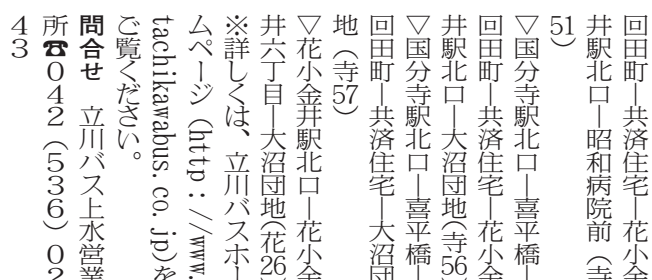 回田町―共済住宅―花小金
井駅北口―昭和病院前（寺
51）
▽国分寺駅北口―喜平橋―
回田町―共済住宅―花小金
井駅北口―大沼団地（寺56）
▽国分寺駅北口―喜平橋―
回田町―共済住宅―大沼団
地（寺57）
▽花小金井駅北口―花小金
井六丁目―大沼団地（花26）
※詳しくは、立川バスホー
ムページ（http://www.
tachikawabus.co.jp）を
ご覧ください。
問合せ　立川バス上水営業
所☎042（536）02
43